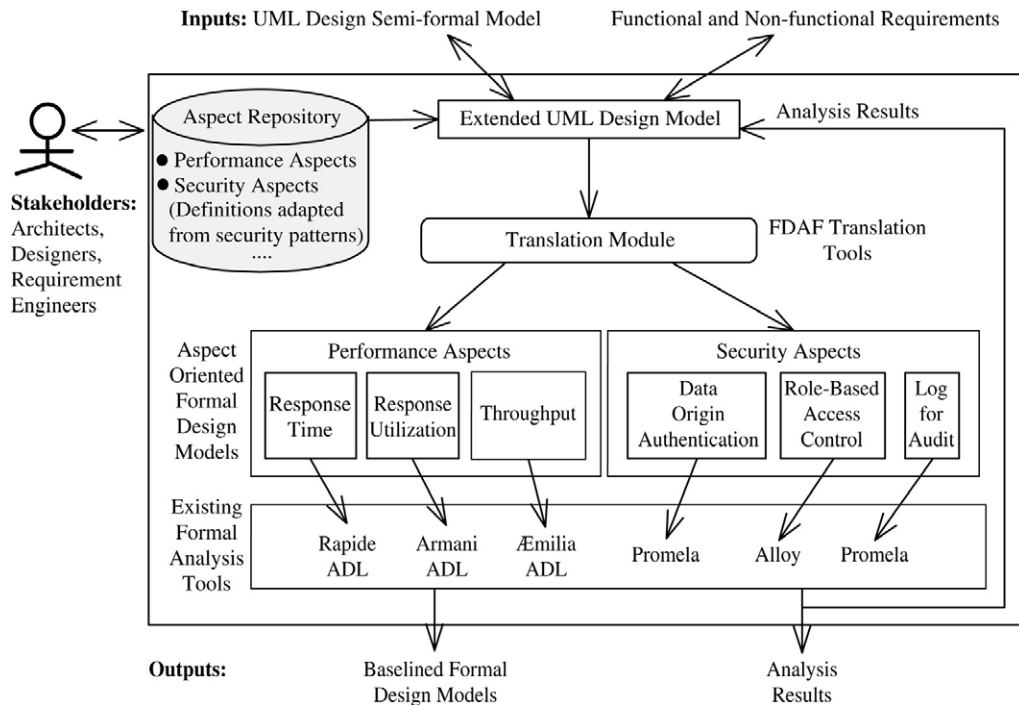 Inputs: UML Design Semi-formal Model
Functional and Non-functional Requirements
Aspect Repository
● Performance Aspects
● Security Aspects
(Definitions adapted
from security patterns)
....
Extended UML Design Model
Analysis Results
Stakeholders:
Architects,
Designers,
Requirement
Engineers
Translation Module
FDAF Translation
Tools
Aspect
Oriented
Formal
Design
Models
Performance Aspects
Response
Time
Response
Utilization
Throughput
Security Aspects
Data
Origin
Authentication
Role-Based
Access
Control
Log
for
Audit
Existing
Formal
Analysis
Tools
Rapide
ADL
Armani
ADL
Æmilia
ADL
Promela
Alloy
Promela
Outputs:
Baselined Formal
Design Models
Analysis
Results